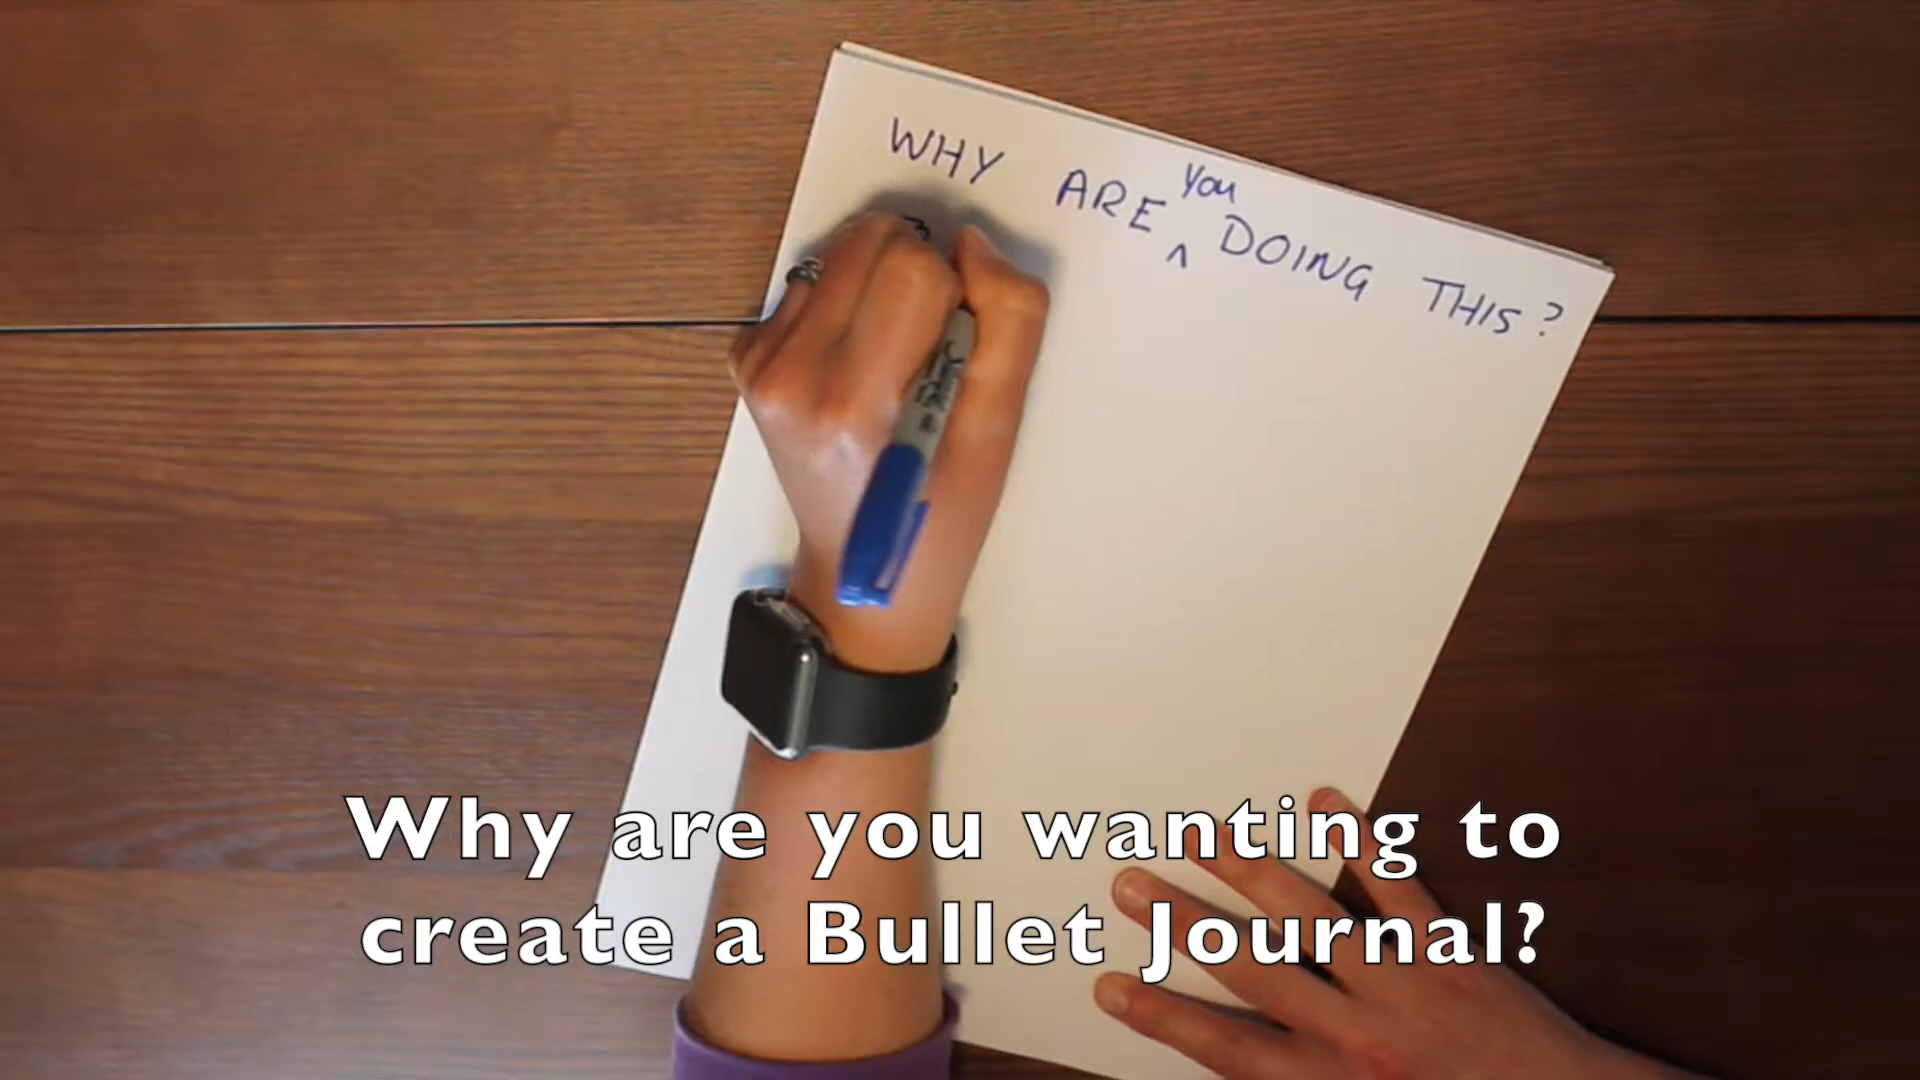 WHY ARE you DOING THIS?
^
Why are you wanting to
create a Bullet Journal?